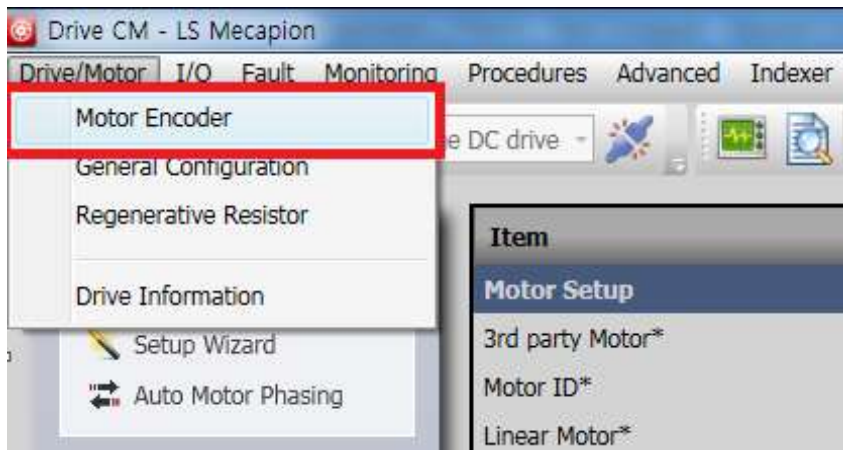 Drive CM - LS Mecapion
Drive/Motor I/O Fault Monitoring Procedures Advanced Indexer
Motor Encoder
e DC drive
General Configuration
Regenerative Resistor
Drive Information
Setup Wizard
Auto Motor Phasing
Item
Motor Setup
3rd party Motor*
Motor ID*
Linear Motor*